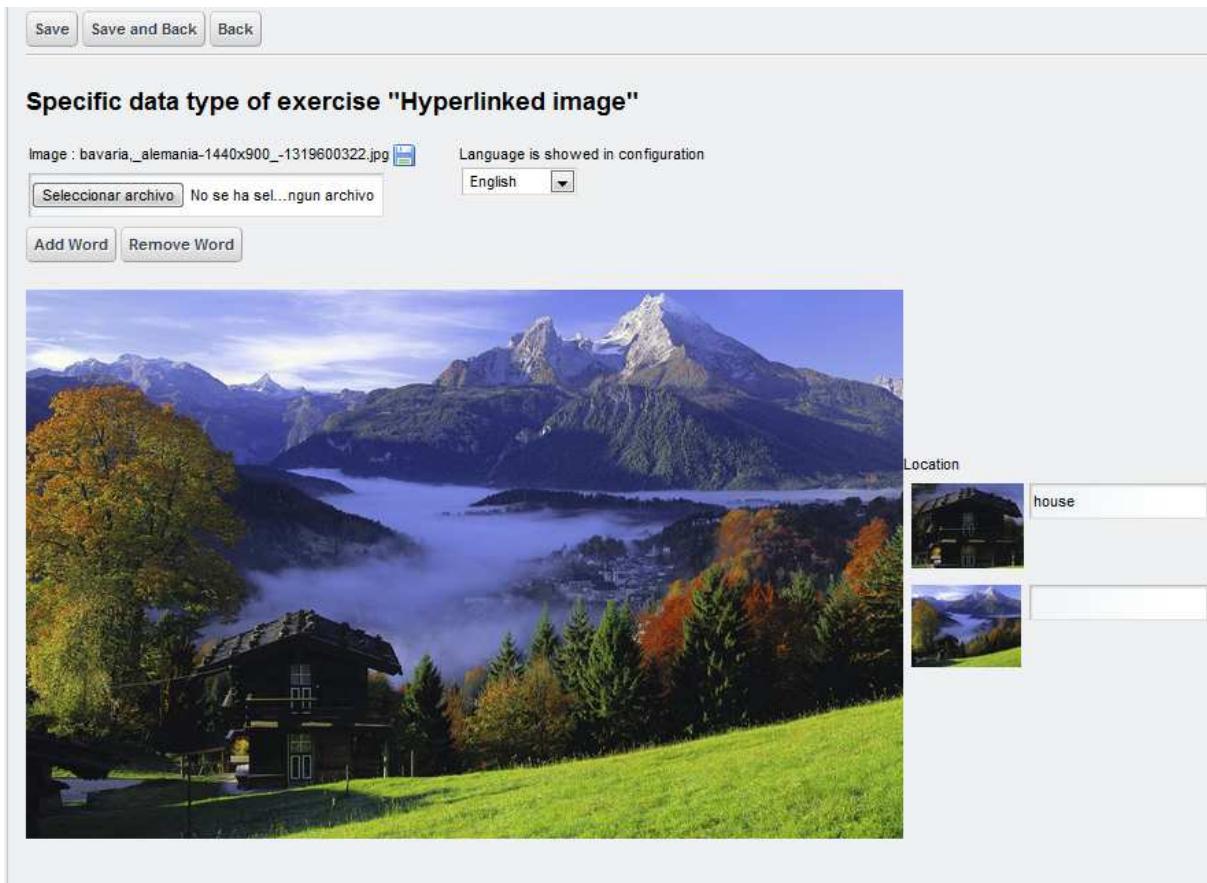 Save Save and Back Back
Specific data type of exercise "Hyperlinked image"
Image : bavaria,_alemania-1440x900_-1319600322.jpg
Language is showed in configuration
Seleccionar archivo No se ha sel...ngun archivo
English
Add Word Remove Word
Location
house